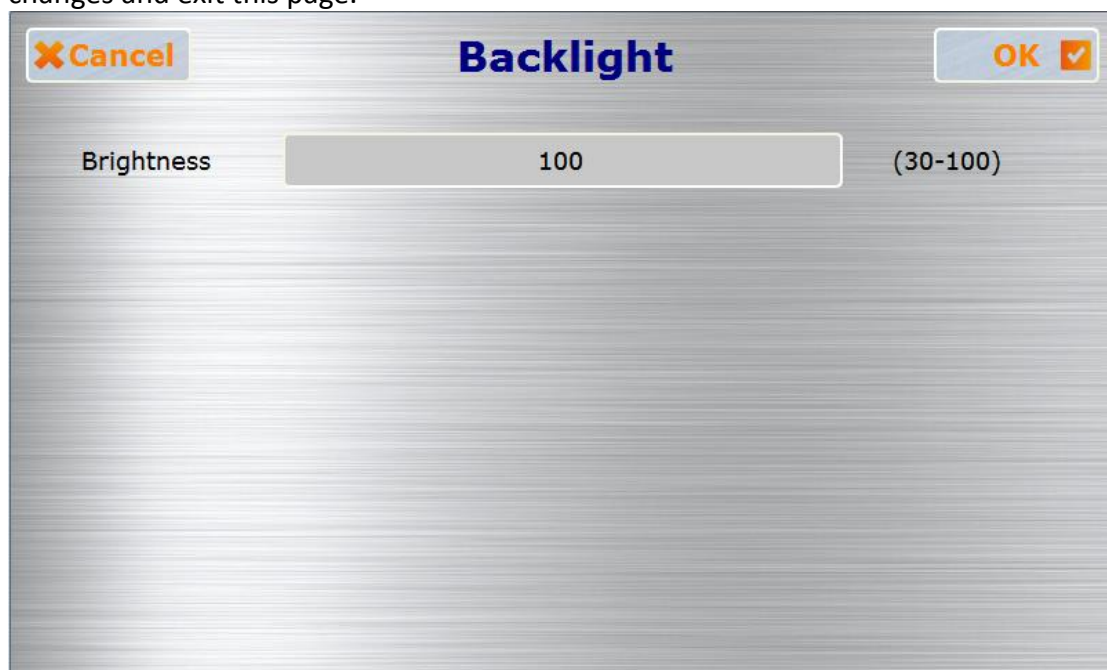 changes and exit this page.
Cancel Backlight OK
Brightness 100 (30-100)